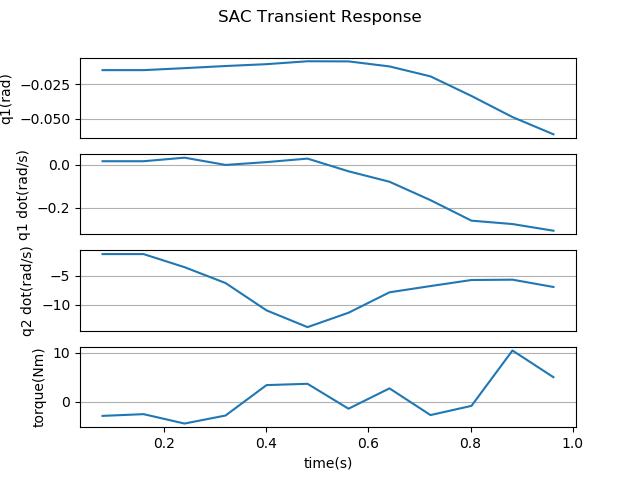 SAC Transient Response
q1(rad)
−0.025
−0.050
q1 dot(rad/s)
0.0
−0.2
q2 dot(rad/s)
−5
−10
torque(Nm)
10
0
0.2 0.4 0.6 0.8 1.0
time(s)